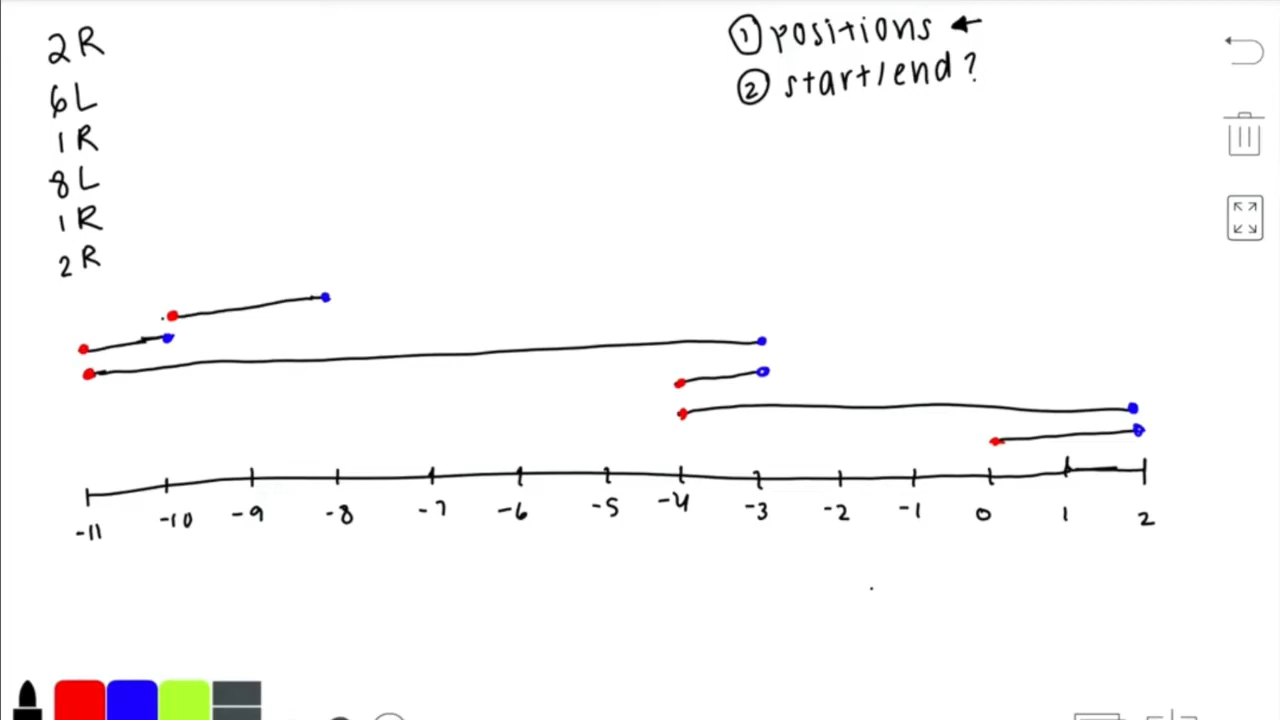 2R
6L
1R
8L
1R
2R
① positions ←
② start/end?
-11 -10 -9 -8 -7 -6 -5 -4 -3 -2 -1 0 1 2